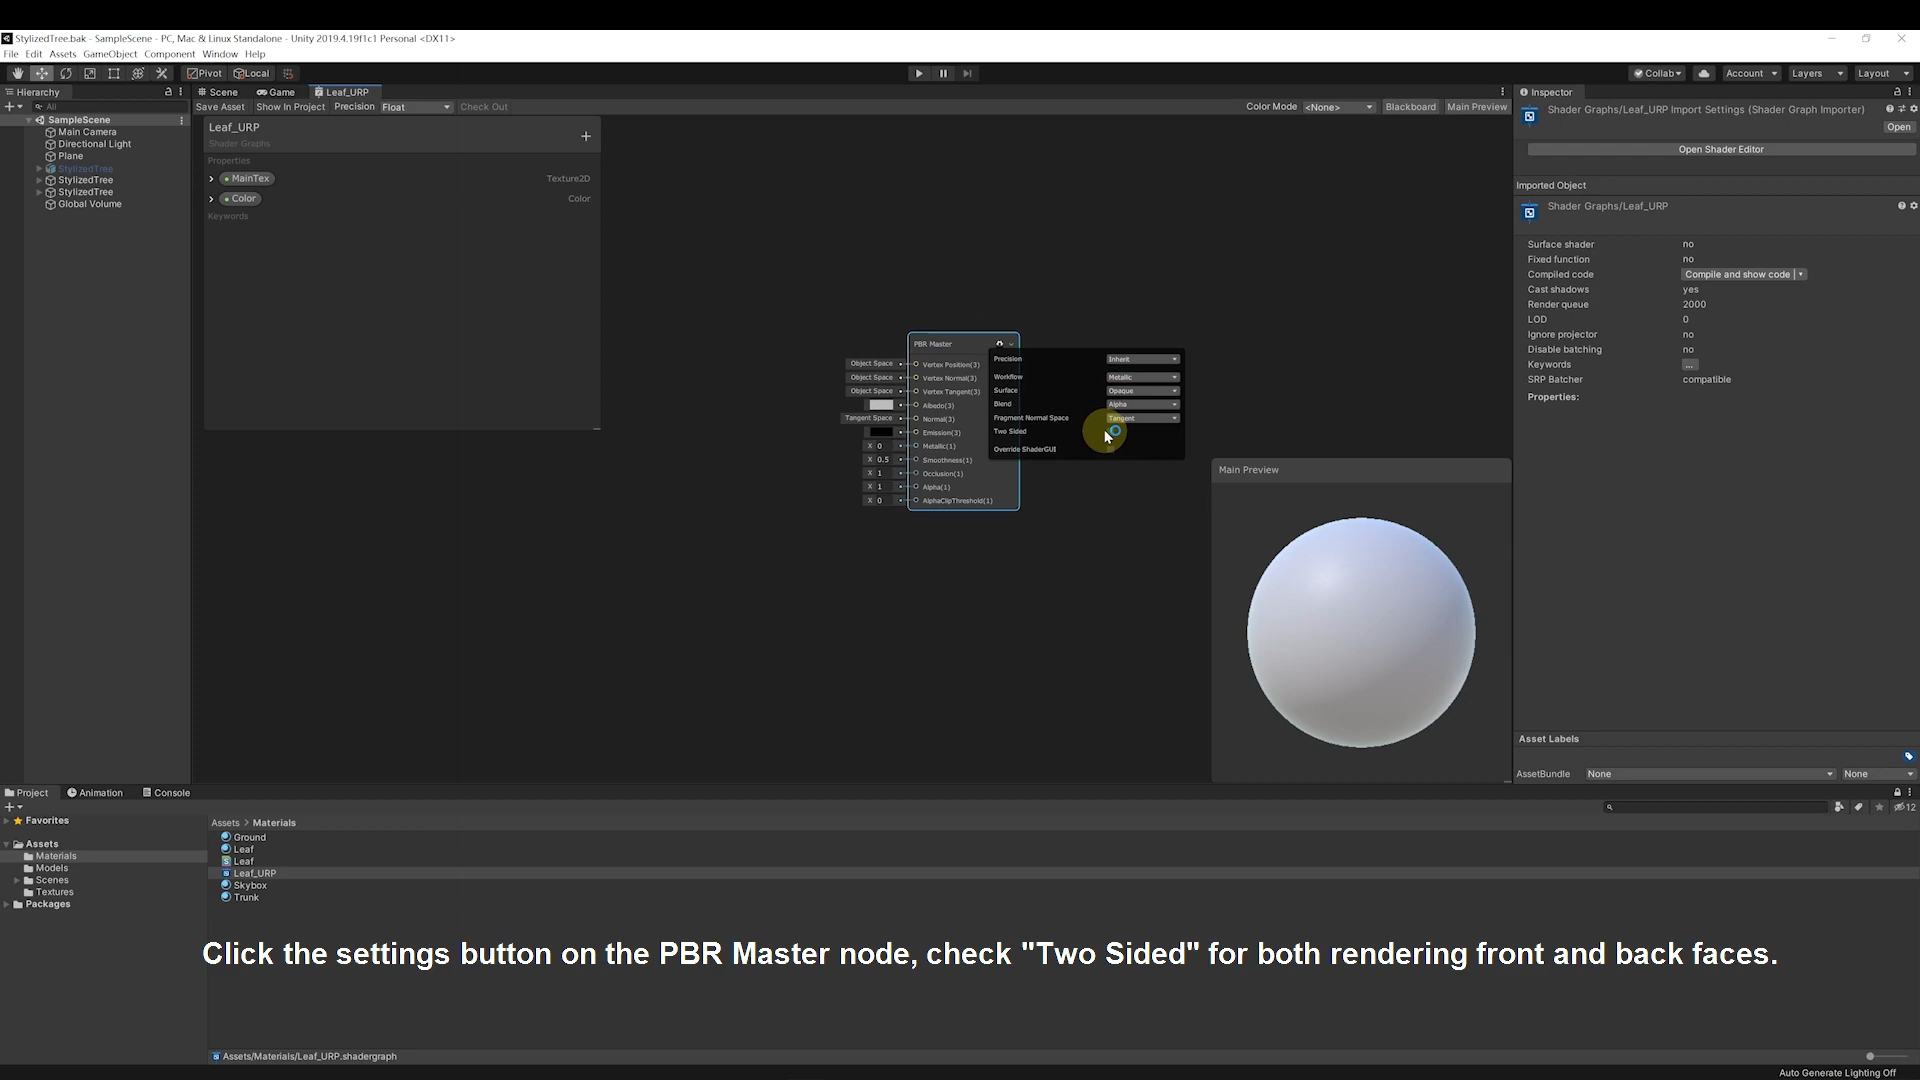 StylizedTree.bak - SampleScene - PC, Mac & Linux Standalone - Unity 2019.4.19f1c1 Personal <DX11>
File Edit Assets GameObject Component Window Help
Pivot Local Collab Account Layers Layout
Hierarchy
All
SampleScene
Main Camera
Directional Light
Plane
StylizedTree
StylizedTree
StylizedTree
Global Volume
Scene Game Leaf_URP
Save Asset Show In Project Precision Float Check Out Color Mode <None> Blackboard Main Preview
Leaf_URP
Shader Graphs
Properties
MainTex Texture2D
Color Color
Keywords
PBR Master
Object Space Vertex Position(3)
Object Space Vertex Normal(3)
Object Space Vertex Tangent(3)
Albedo(3)
Tangent Space Normal(3)
Emission(3)
X 0 Metallic(1)
X 0.5 Smoothness(1)
X 1 Occlusion(1)
X 1 Alpha(1)
X 0 AlphaClipThreshold(1)
Precision Inherit
Workflow Metallic
Surface Opaque
Blend Alpha
Fragment Normal Space Tangent
Two Sided
Override ShaderGUI
Main Preview
Inspector
Shader Graphs/Leaf_URP Import Settings (Shader Graph Importer)
Open
Open Shader Editor
Imported Object
Shader Graphs/Leaf_URP
Surface shader no
Fixed function no
Compiled code Compile and show code
Cast shadows yes
Render queue 2000
LOD 0
Ignore projector no
Disable batching no
Keywords ...
SRP Batcher compatible
Properties:
Asset Labels
AssetBundle None None
Project Animation Console
12
Favorites
Assets
Materials
Models
Scenes
Textures
Packages
Assets > Materials
Ground
Leaf
Leaf
Leaf_URP
Skybox
Trunk
Click the settings button on the PBR Master node, check "Two Sided" for both rendering front and back faces.
Assets/Materials/Leaf_URP.shadergraph
Auto Generate Lighting Off